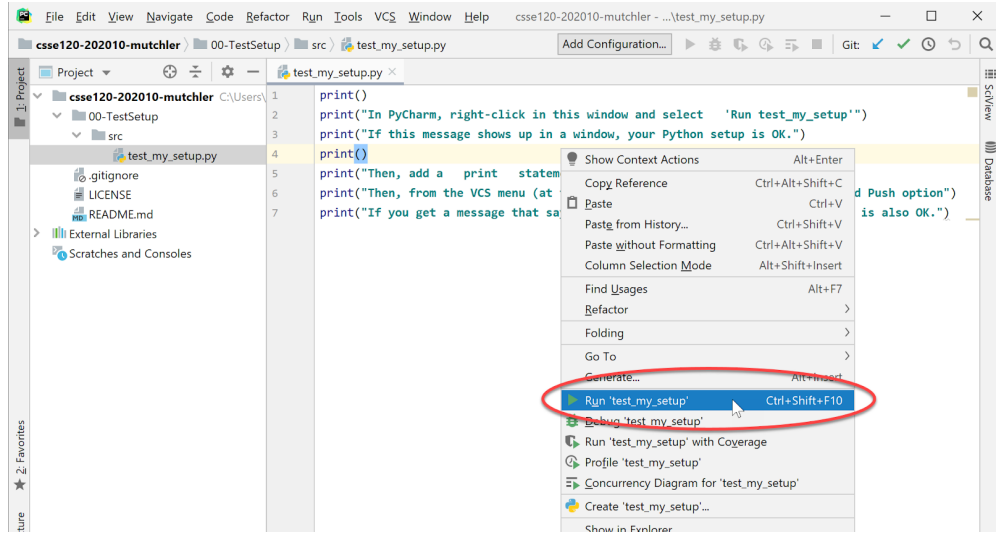 File Edit View Navigate Code Refactor Run Tools VCS Window Help csse120-202010-mutchler - ...\test_my_setup.py
csse120-202010-mutchler 00-TestSetup src test_my_setup.py Add Configuration... Git:
1: Project
Project
csse120-202010-mutchler C:\Users\
00-TestSetup
src
test_my_setup.py
.gitignore
LICENSE
README.md
External Libraries
Scratches and Consoles
2: Favorites
test_my_setup.py
1 print()
2 print("In PyCharm, right-click in this window and select 'Run test_my_setup'")
3 print("If this message shows up in a window, your Python setup is OK.")
4 print()
5 print("Then, add a print
6 print("Then, from the VCS menu (at d Push option")
7 print("If you get a message that is also OK.")
Show Context Actions Alt+Enter
Copy Reference Ctrl+Alt+Shift+C
Paste Ctrl+V
Paste from History... Ctrl+Shift+V
Paste without Formatting Ctrl+Alt+Shift+V
Column Selection Mode Alt+Shift+Insert
Find Usages Alt+F7
Refactor
Folding
Go To
Generate... Alt+Insert
Run 'test_my_setup' Ctrl+Shift+F10
Debug 'test_my_setup'
Run 'test_my_setup' with Coverage
Profile 'test_my_setup'
Concurrency Diagram for 'test_my_setup'
Create 'test_my_setup'...
Show in Explorer
SciView
Database